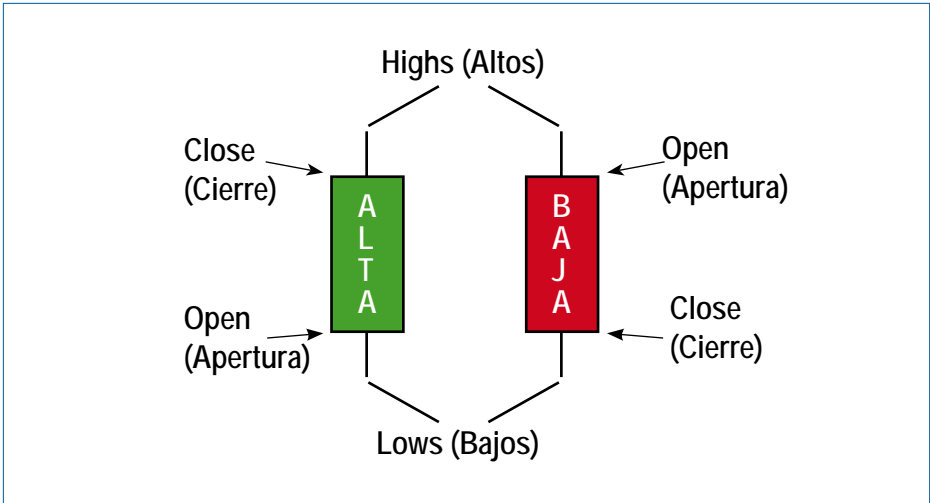 Highs (Altos)
Close
(Cierre)
Open
(Apertura)
A
L
T
A
B
A
J
A
Open
(Apertura)
Close
(Cierre)
Lows (Bajos)